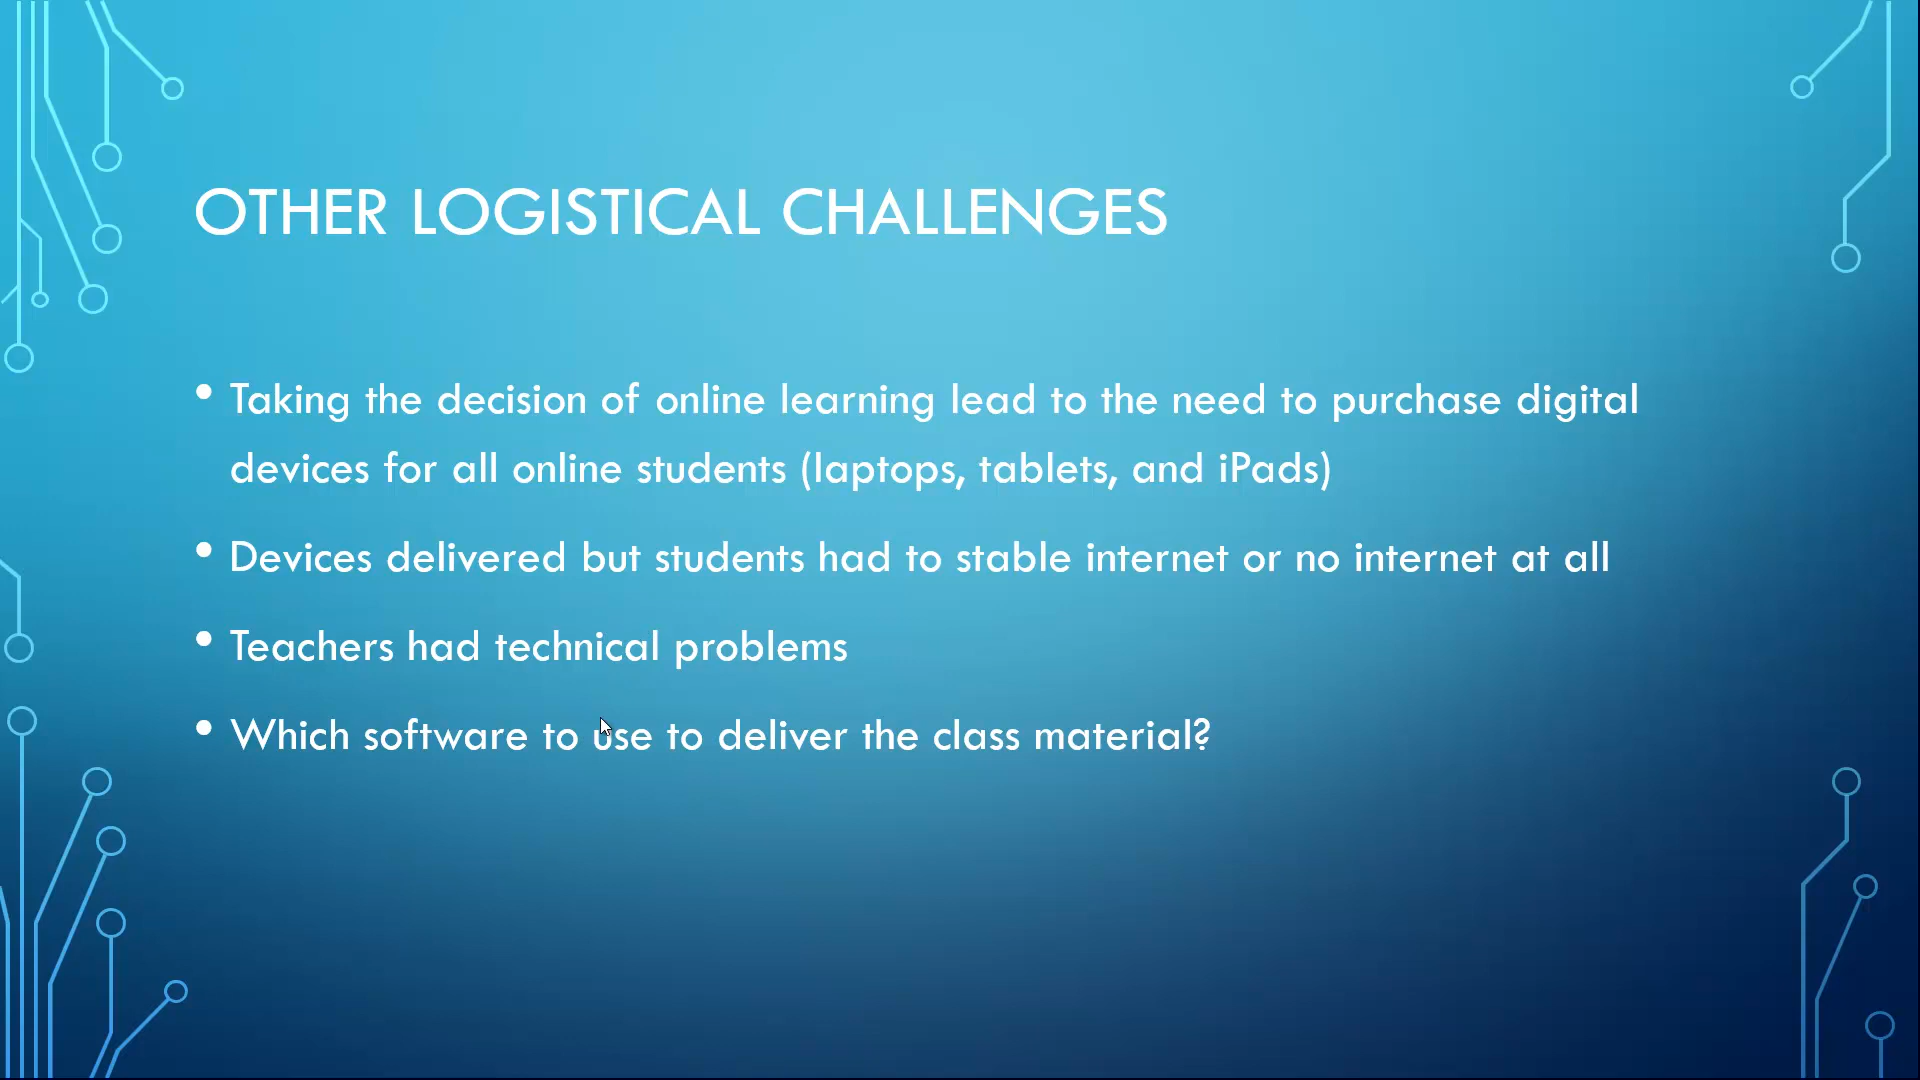 OTHER LOGISTICAL CHALLENGES
• Taking the decision of online learning lead to the need to purchase digital
devices for all online students (laptops, tablets, and iPads)
• Devices delivered but students had to stable internet or no internet at all
• Teachers had technical problems
• Which software to use to deliver the class material?